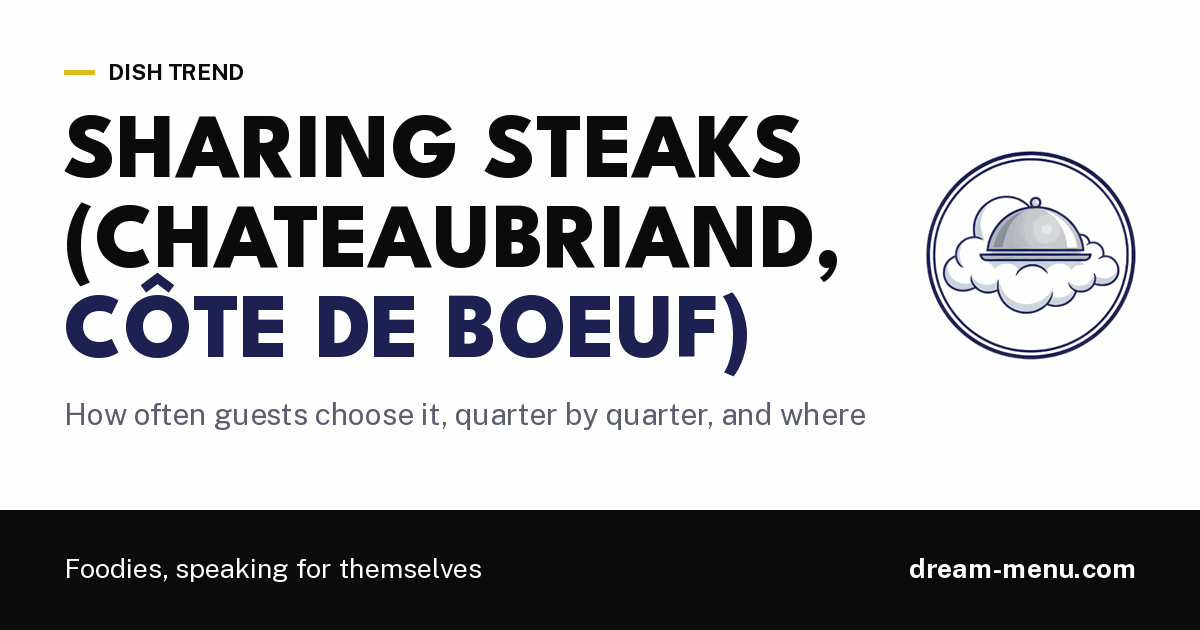 DISH TREND
SHARING STEAKS
(CHATEAUBRIAND,
CÔTE DE BOEUF)
How often guests choose it, quarter by quarter, and where
Foodies, speaking for themselves
dream-menu.com